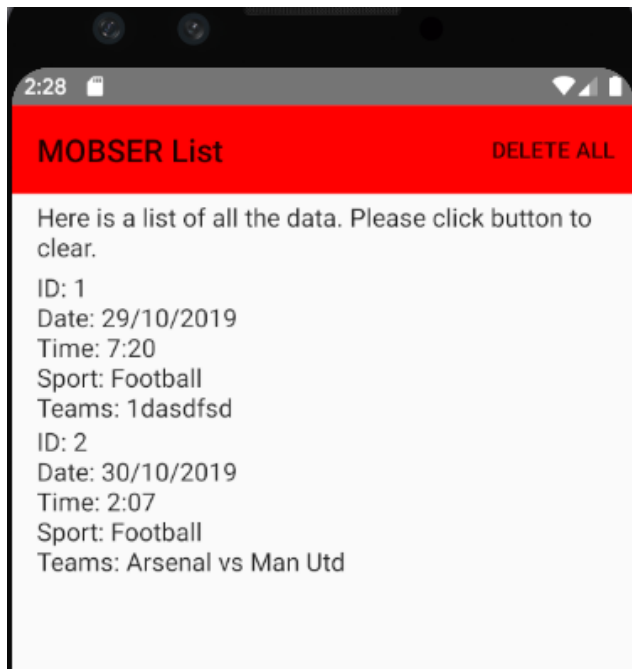 2:28
MOBSER List DELETE ALL
Here is a list of all the data. Please click button to
clear.
ID: 1
Date: 29/10/2019
Time: 7:20
Sport: Football
Teams: 1dasdfsd
ID: 2
Date: 30/10/2019
Time: 2:07
Sport: Football
Teams: Arsenal vs Man Utd